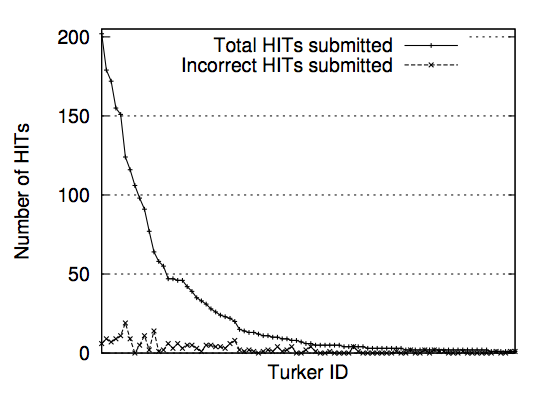 Total HITs submitted
Incorrect HITs submitted
200
150
100
50
0
Number of HITs
Turker ID